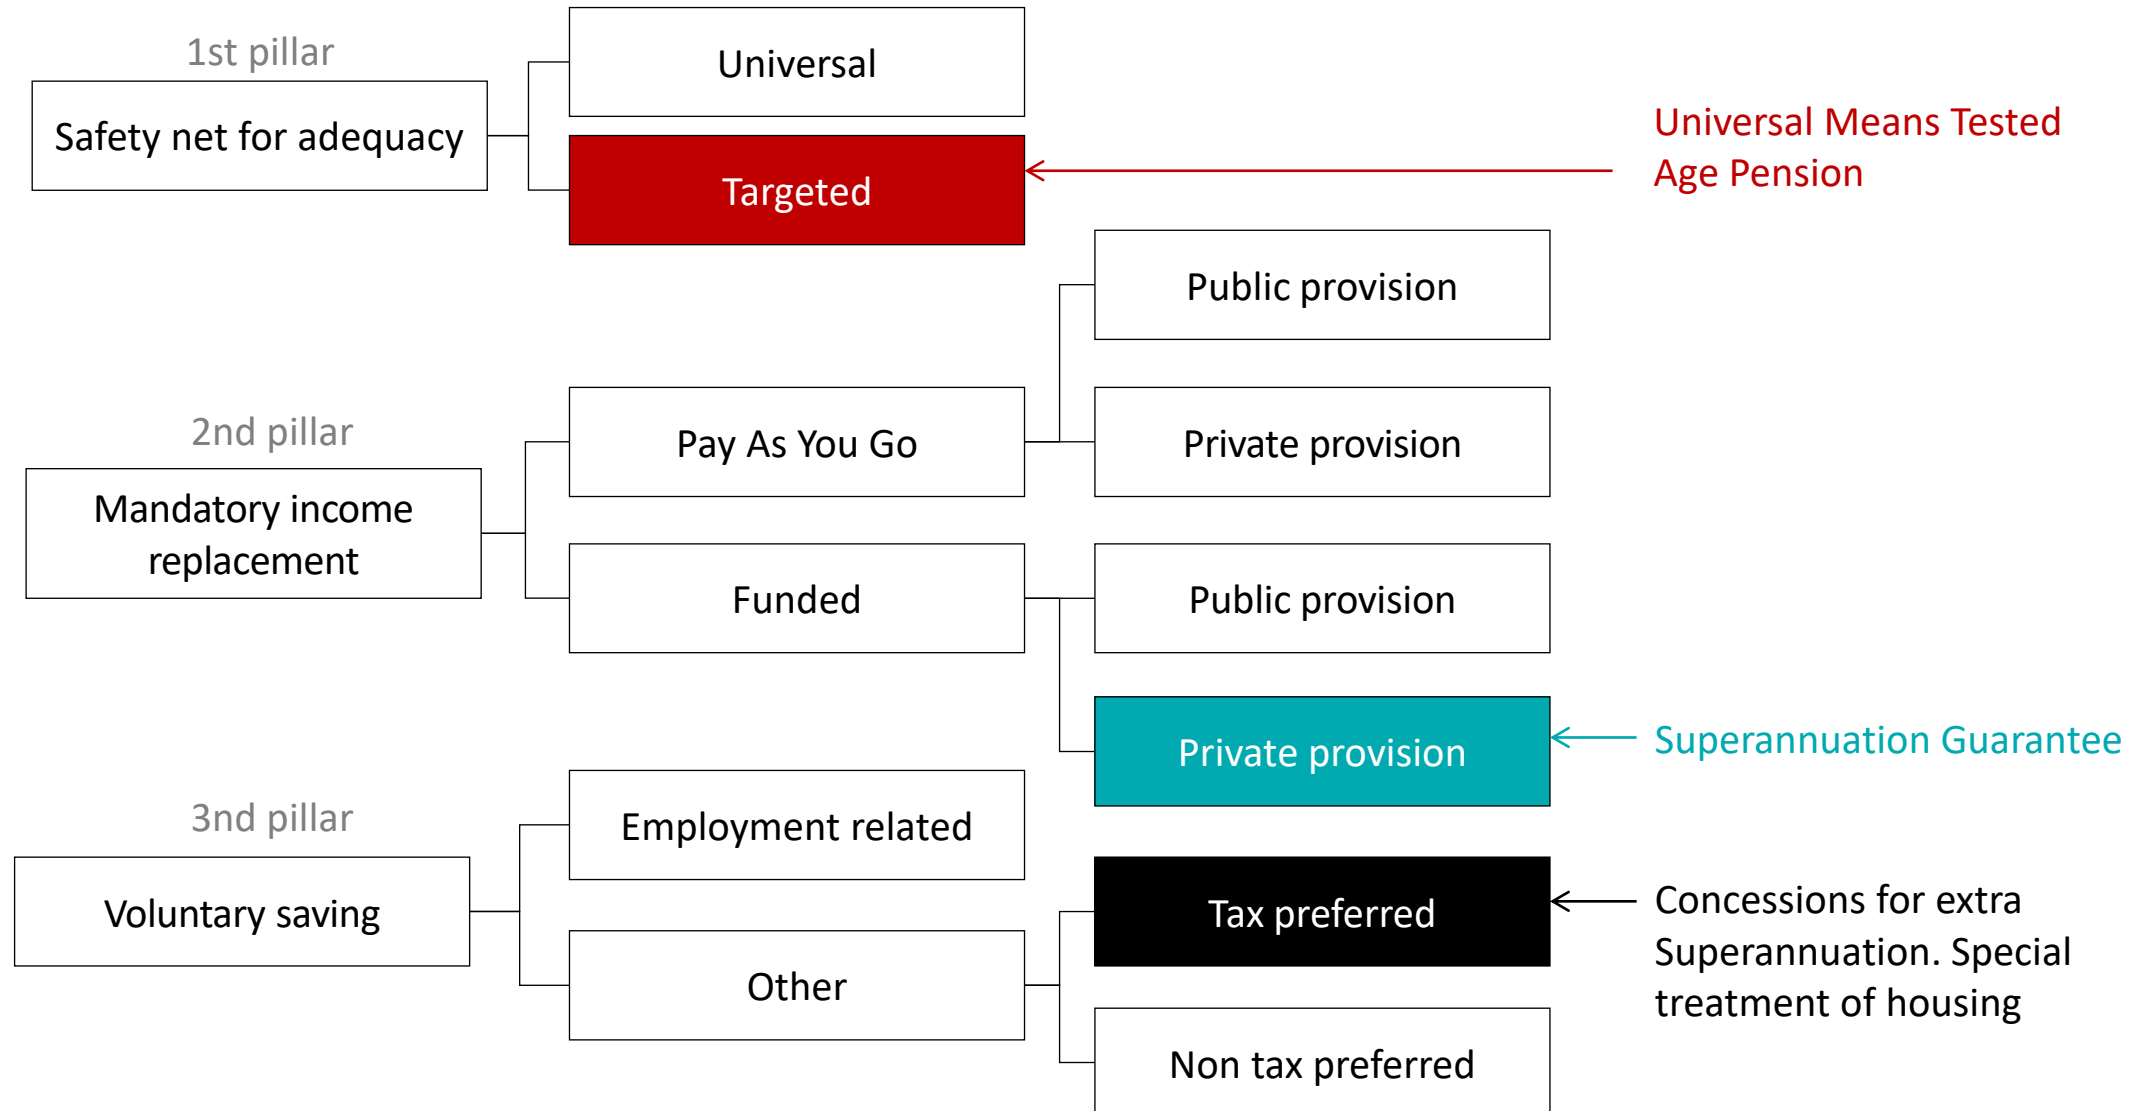 1st pillar
Safety net for adequacy
Universal
Targeted
Universal Means Tested
Age Pension
2nd pillar
Mandatory income
replacement
Pay As You Go
Public provision
Private provision
Funded
Public provision
Private provision
Superannuation Guarantee
3nd pillar
Voluntary saving
Employment related
Other
Tax preferred
Concessions for extra
Superannuation. Special
treatment of housing
Non tax preferred